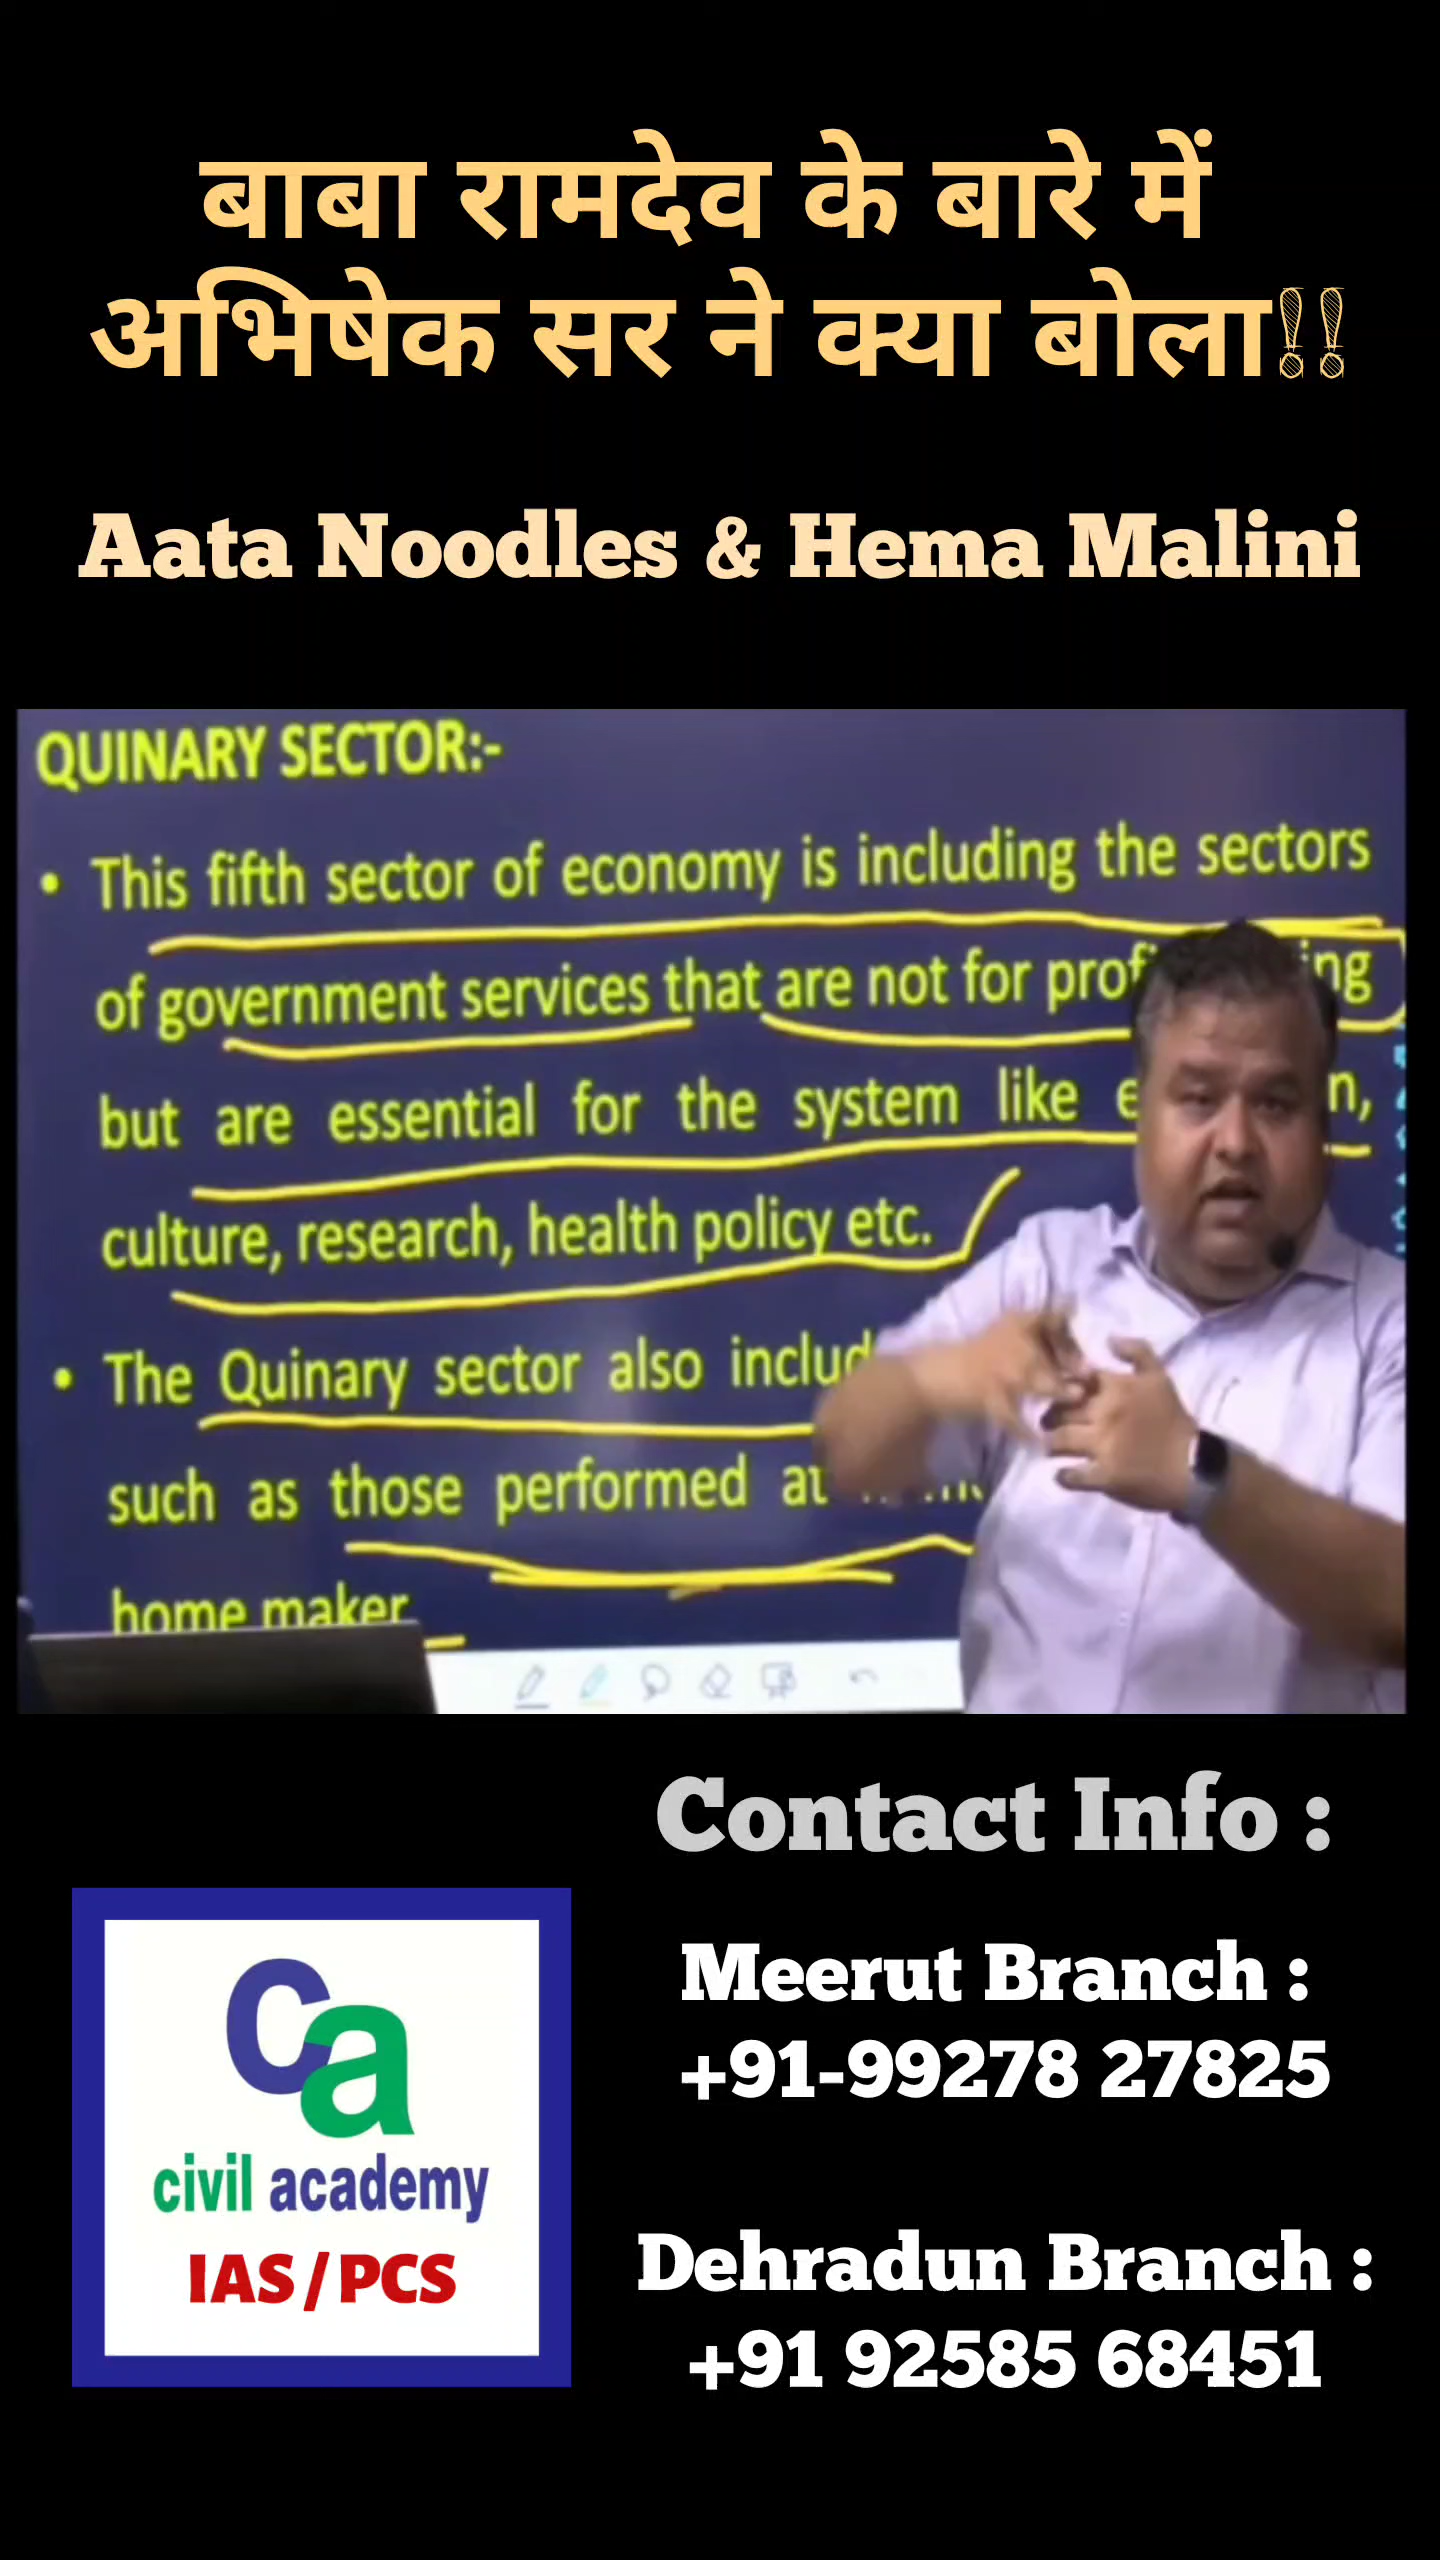 बाबा रामदेव के बारे में
अभिषेक सर ने क्या बोला!!
Aata Noodles & Hema Malini
QUINARY SECTOR:-
• This fifth sector of economy is including the sectors
of government services that are not for
but are essential for the system like
culture, research, health policy etc.
• The Quinary sector also
such as those performed at
home maker
Contact Info :
Meerut Branch :
+91-99278 27825
Dehradun Branch :
+91 92585 68451
ca
civil academy
IAS/PCS